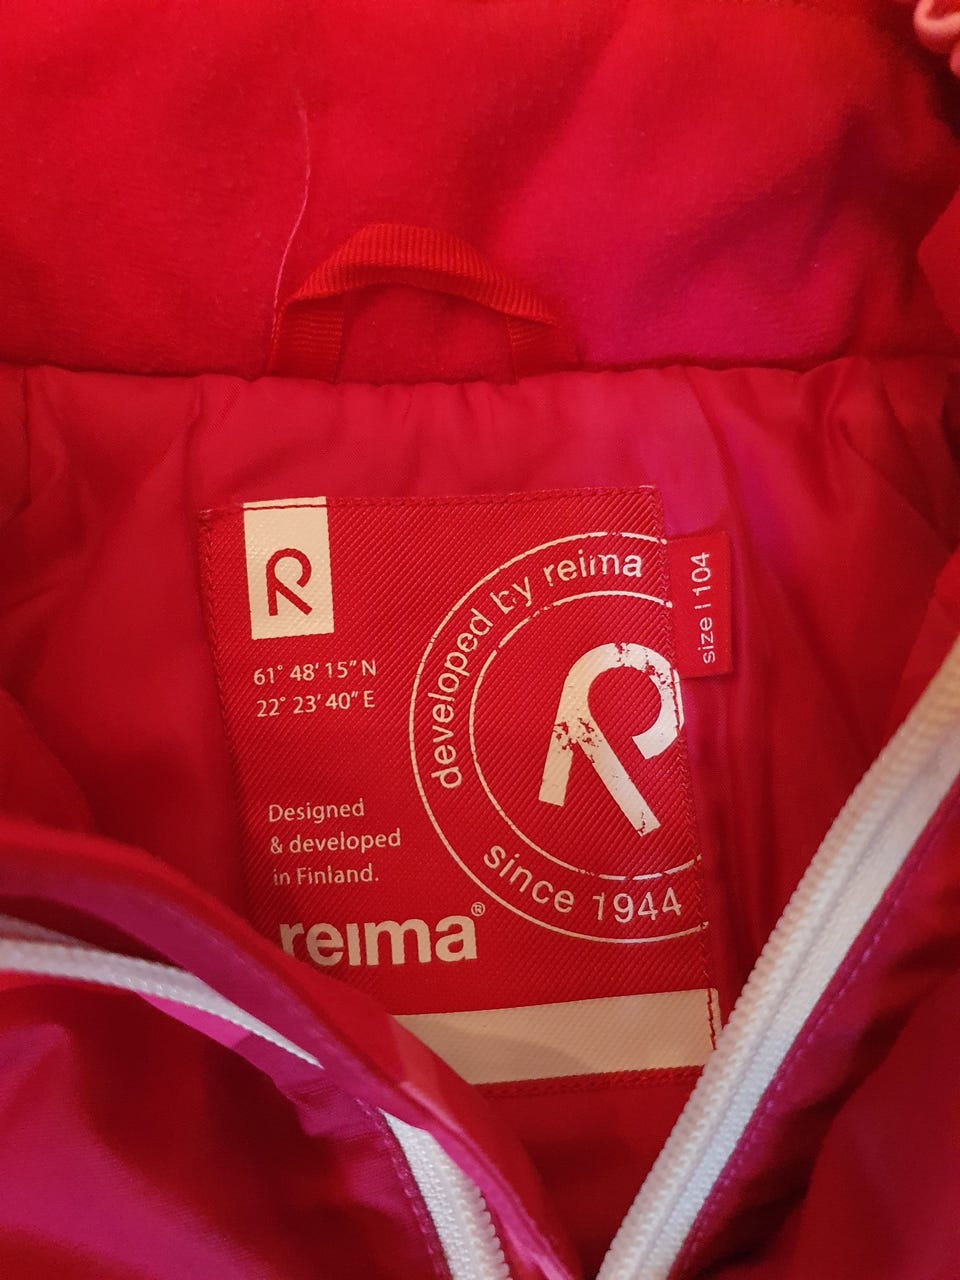 R
61° 48' 15" N
22° 23' 40" E
Designed
& developed
in Finland.
reima®
developed by reima
since 1944
size | 104